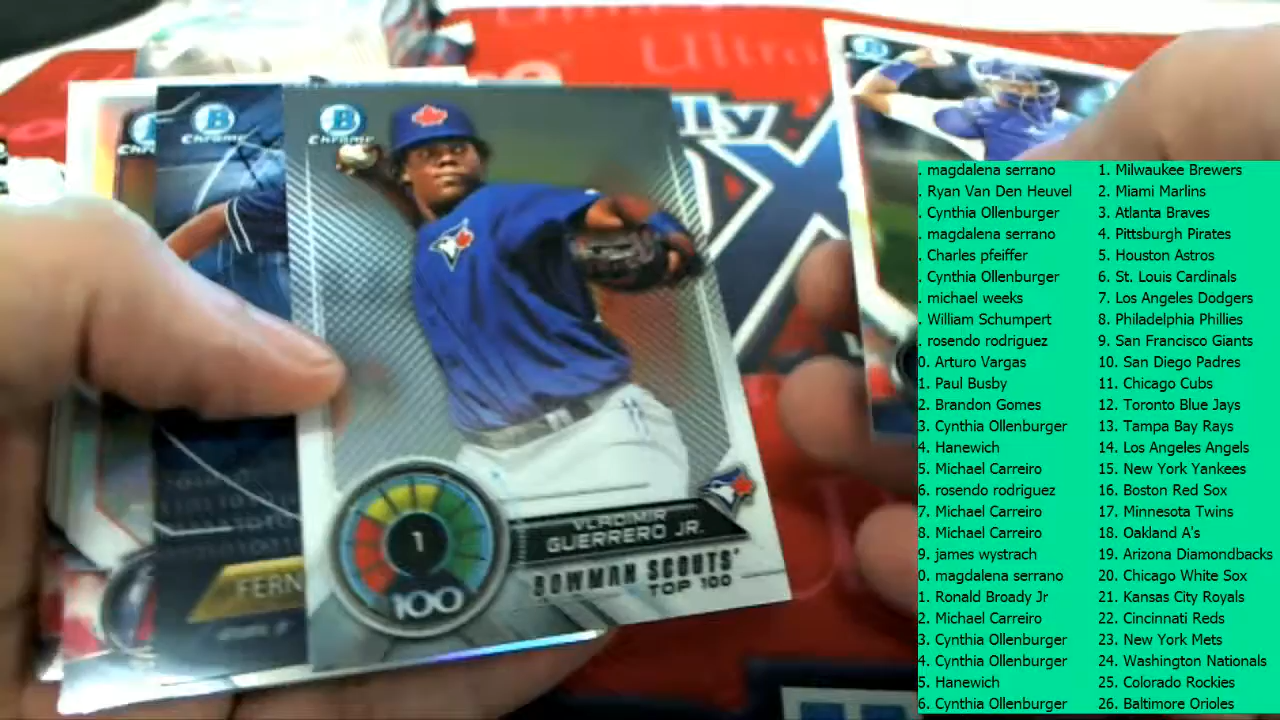 Ultra
B
Chrome
B
Chrome
FERN
VLADIMIR
GUERRERO JR.
1
100
BOWMAN SCOUTS'
TOP 100
. magdalena serrano 1. Milwaukee Brewers
. Ryan Van Den Heuvel 2. Miami Marlins
. Cynthia Ollenburger 3. Atlanta Braves
. magdalena serrano 4. Pittsburgh Pirates
. Charles pfeiffer 5. Houston Astros
. Cynthia Ollenburger 6. St. Louis Cardinals
. michael weeks 7. Los Angeles Dodgers
. William Schumpert 8. Philadelphia Phillies
. rosendo rodriguez 9. San Francisco Giants
0. Arturo Vargas 10. San Diego Padres
1. Paul Busby 11. Chicago Cubs
2. Brandon Gomes 12. Toronto Blue Jays
3. Cynthia Ollenburger 13. Tampa Bay Rays
4. Hanewich 14. Los Angeles Angels
5. Michael Carreiro 15. New York Yankees
6. rosendo rodriguez 16. Boston Red Sox
7. Michael Carreiro 17. Minnesota Twins
8. Michael Carreiro 18. Oakland A's
9. james wystrach 19. Arizona Diamondbacks
0. magdalena serrano 20. Chicago White Sox
1. Ronald Broady Jr 21. Kansas City Royals
2. Michael Carreiro 22. Cincinnati Reds
3. Cynthia Ollenburger 23. New York Mets
4. Cynthia Ollenburger 24. Washington Nationals
5. Hanewich 25. Colorado Rockies
6. Cynthia Ollenburger 26. Baltimore Orioles